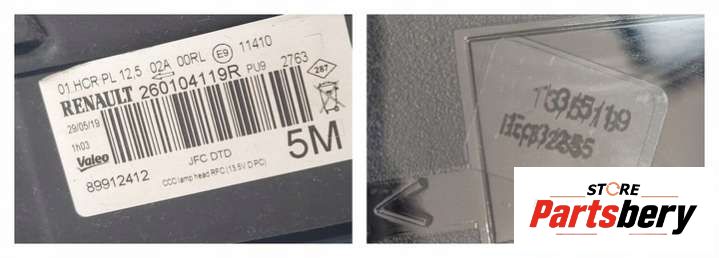 01 HCR PL 12,5 02A 00RL E9 11410
RENAULT 260104119R PU9 2763
287
29/05/19
1h03
Valeo
JFC DTD
5M
89912412
CCC lamp head RFC (13.5V D PC)
STORE
Partsbery